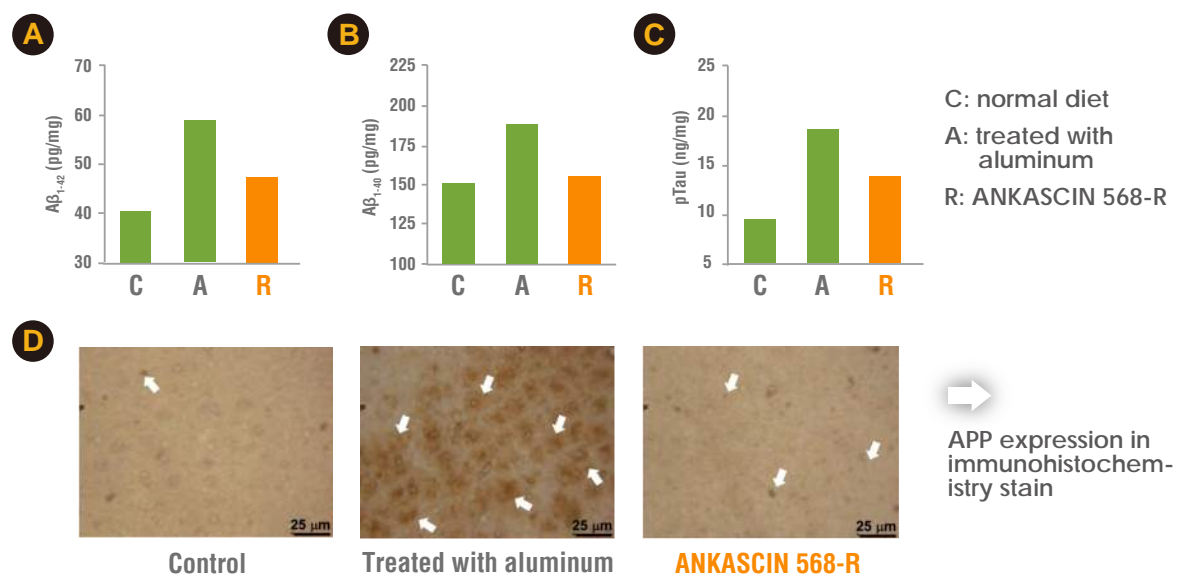 A
70
60
50
40
30
Aβ1-42 (pg/mg)
C A R
B
225
200
175
150
125
100
Aβ1-40 (pg/mg)
C A R
C
25
20
15
10
5
pTau (ng/mg)
C A R
C: normal diet
A: treated with
aluminum
R: ANKASCIN 568-R
D
25 µm
25 µm
25 µm
Control
Treated with aluminum
ANKASCIN 568-R
APP expression in
immunohistochem-
istry stain